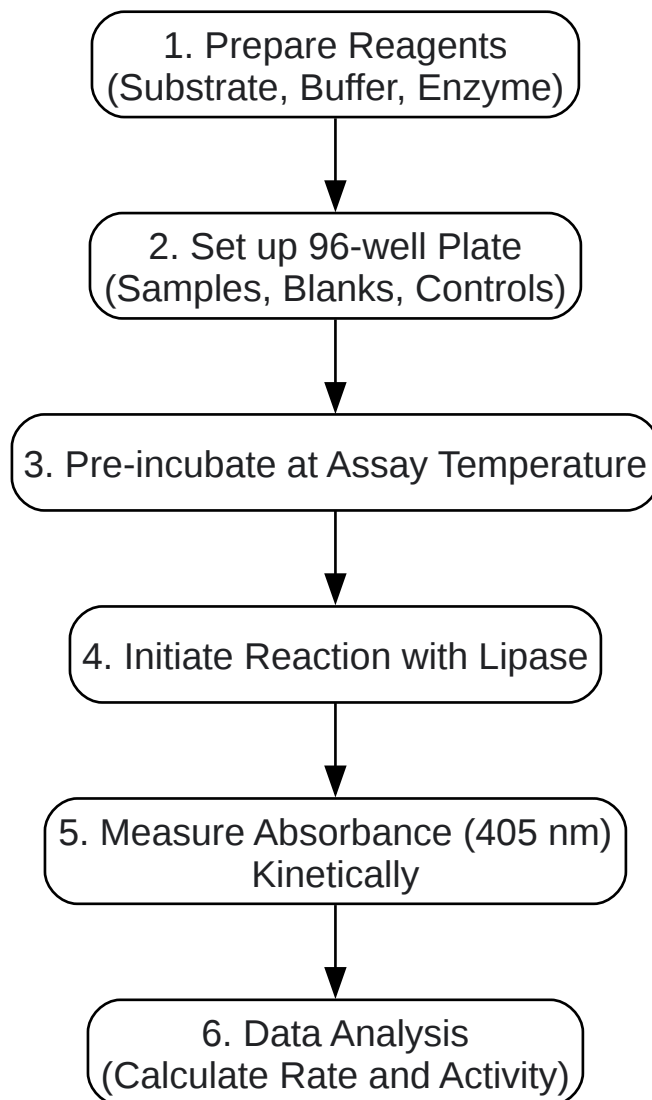 1. Prepare Reagents
(Substrate, Buffer, Enzyme)
2. Set up 96-well Plate
(Samples, Blanks, Controls)
3. Pre-incubate at Assay Temperature
4. Initiate Reaction with Lipase
5. Measure Absorbance (405 nm)
Kinetically
6. Data Analysis
(Calculate Rate and Activity)